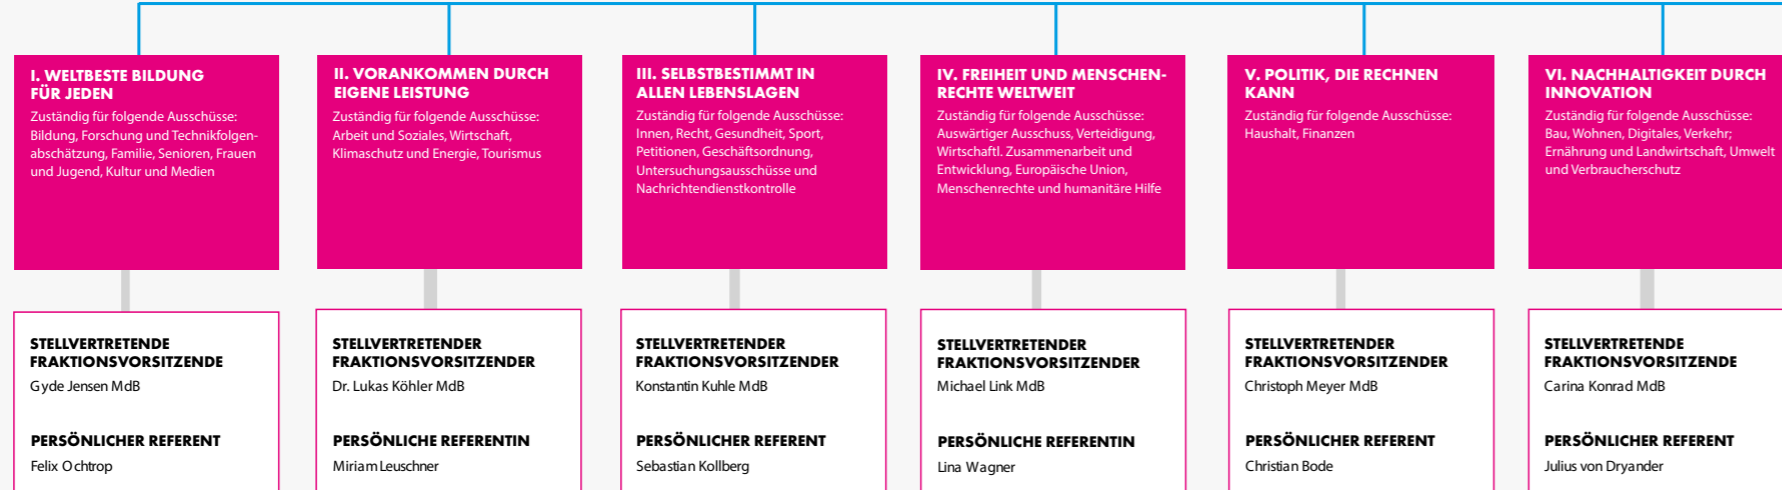 I. WELTBESTE BILDUNG
FÜR JEDEN
Zuständig für folgende Ausschüsse:
Bildung, Forschung und Technikfolgen-
abschätzung, Familie, Senioren, Frauen
und Jugend, Kultur und Medien
II. VORANKOMMEN DURCH
EIGENE LEISTUNG
Zuständig für folgende Ausschüsse:
Arbeit und Soziales, Wirtschaft,
Klimaschutz und Energie, Tourismus
III. SELBSTBESTIMMT IN
ALLEN LEBENSLAGEN
Zuständig für folgende Ausschüsse:
Innen, Recht, Gesundheit, Sport,
Petitionen, Geschäftsordnung,
Untersuchungsausschüsse und
Nachrichtendienstkontrolle
IV. FREIHEIT UND MENSCHEN-
RECHTE WELTWEIT
Zuständig für folgende Ausschüsse:
Auswärtiger Ausschuss, Verteidigung,
Wirtschaftl. Zusammenarbeit und
Entwicklung, Europäische Union,
Menschenrechte und humanitäre Hilfe
V. POLITIK, DIE RECHNEN
KANN
Zuständig für folgende Ausschüsse:
Haushalt, Finanzen
VI. NACHHALTIGKEIT DURCH
INNOVATION
Zuständig für folgende Ausschüsse:
Bau, Wohnen, Digitales, Verkehr;
Ernährung und Landwirtschaft, Umwelt
und Verbraucherschutz
STELLVERTRETENDE
FRAKTIONSVORSITZENDE
Gyde Jensen MdB
PERSÖNLICHER REFERENT
Felix Ochtrop
STELLVERTRETENDER
FRAKTIONSVORSITZENDER
Dr. Lukas Köhler MdB
PERSÖNLICHE REFERENTIN
Miriam Leuschner
STELLVERTRETENDER
FRAKTIONSVORSITZENDER
Konstantin Kuhle MdB
PERSÖNLICHER REFERENT
Sebastian Kollberg
STELLVERTRETENDER
FRAKTIONSVORSITZENDER
Michael Link MdB
PERSÖNLICHE REFERENTIN
Lina Wagner
STELLVERTRETENDER
FRAKTIONSVORSITZENDER
Christoph Meyer MdB
PERSÖNLICHER REFERENT
Christian Bode
STELLVERTRETENDE
FRAKTIONSVORSITZENDE
Carina Konrad MdB
PERSÖNLICHER REFERENT
Julius von Dryander